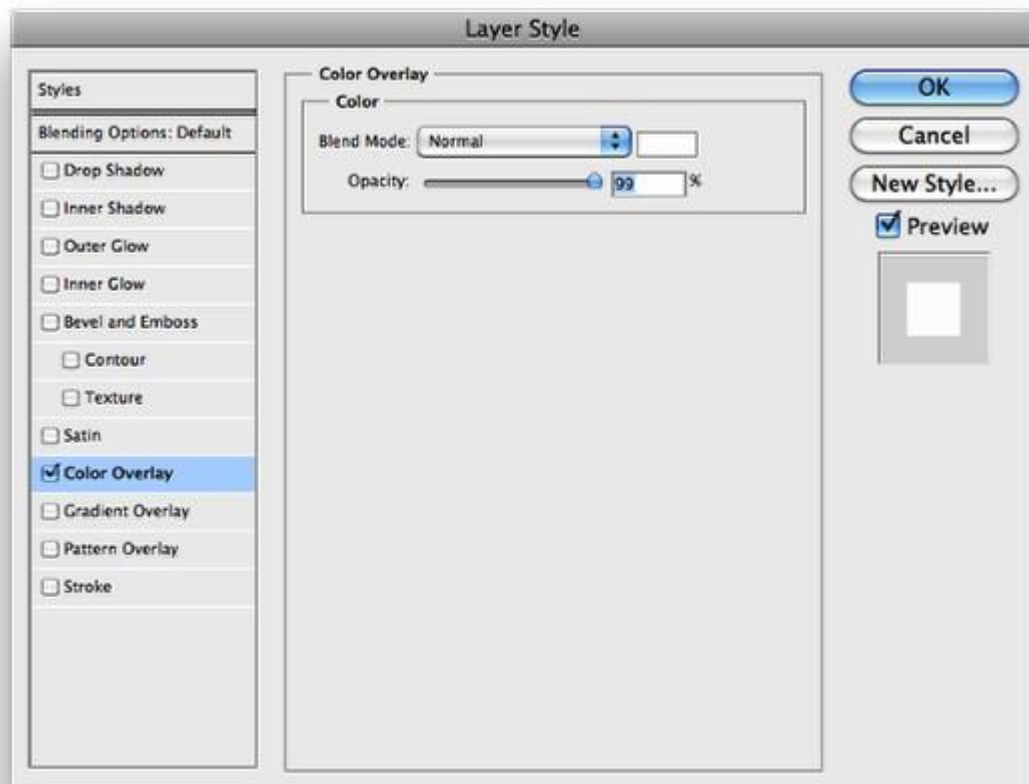 Layer Style
Styles
Blending Options: Default
Drop Shadow
Inner Shadow
Outer Glow
Inner Glow
Bevel and Emboss
Contour
Texture
Satin
Color Overlay
Gradient Overlay
Pattern Overlay
Stroke
Color Overlay
Color
Blend Mode: Normal
Opacity: 99 %
OK
Cancel
New Style...
Preview